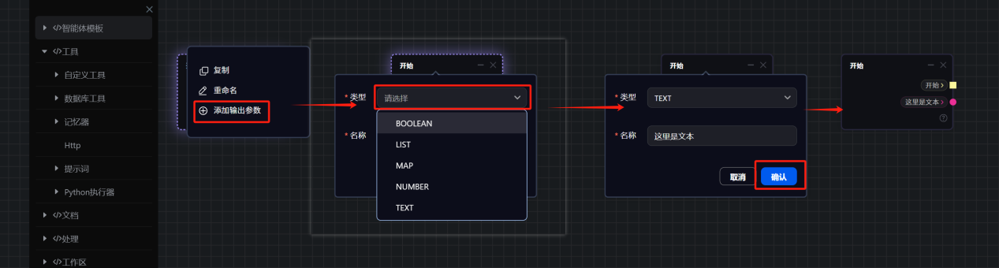 </>智能体模板
</>工具
自定义工具
数据库工具
记忆器
Http
提示词
Python执行器
</>文档
</>处理
</>工作区
复制
重命名
添加输出参数
开始
* 类型
请选择
* 名称
BOOLEAN
LIST
MAP
NUMBER
TEXT
开始
* 类型
TEXT
* 名称
这里是文本
取消
确认
开始
开始
这里是文本